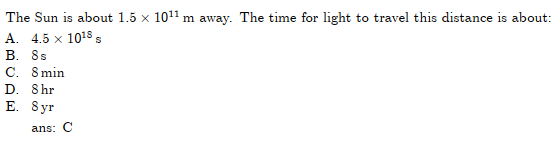 The Sun is about 1.5 × 10¹¹ m away. The time for light to travel this distance is about:
A. 4.5 × 10¹⁸ s
B. 8 s
C. 8 min
D. 8 hr
E. 8 yr
ans: C